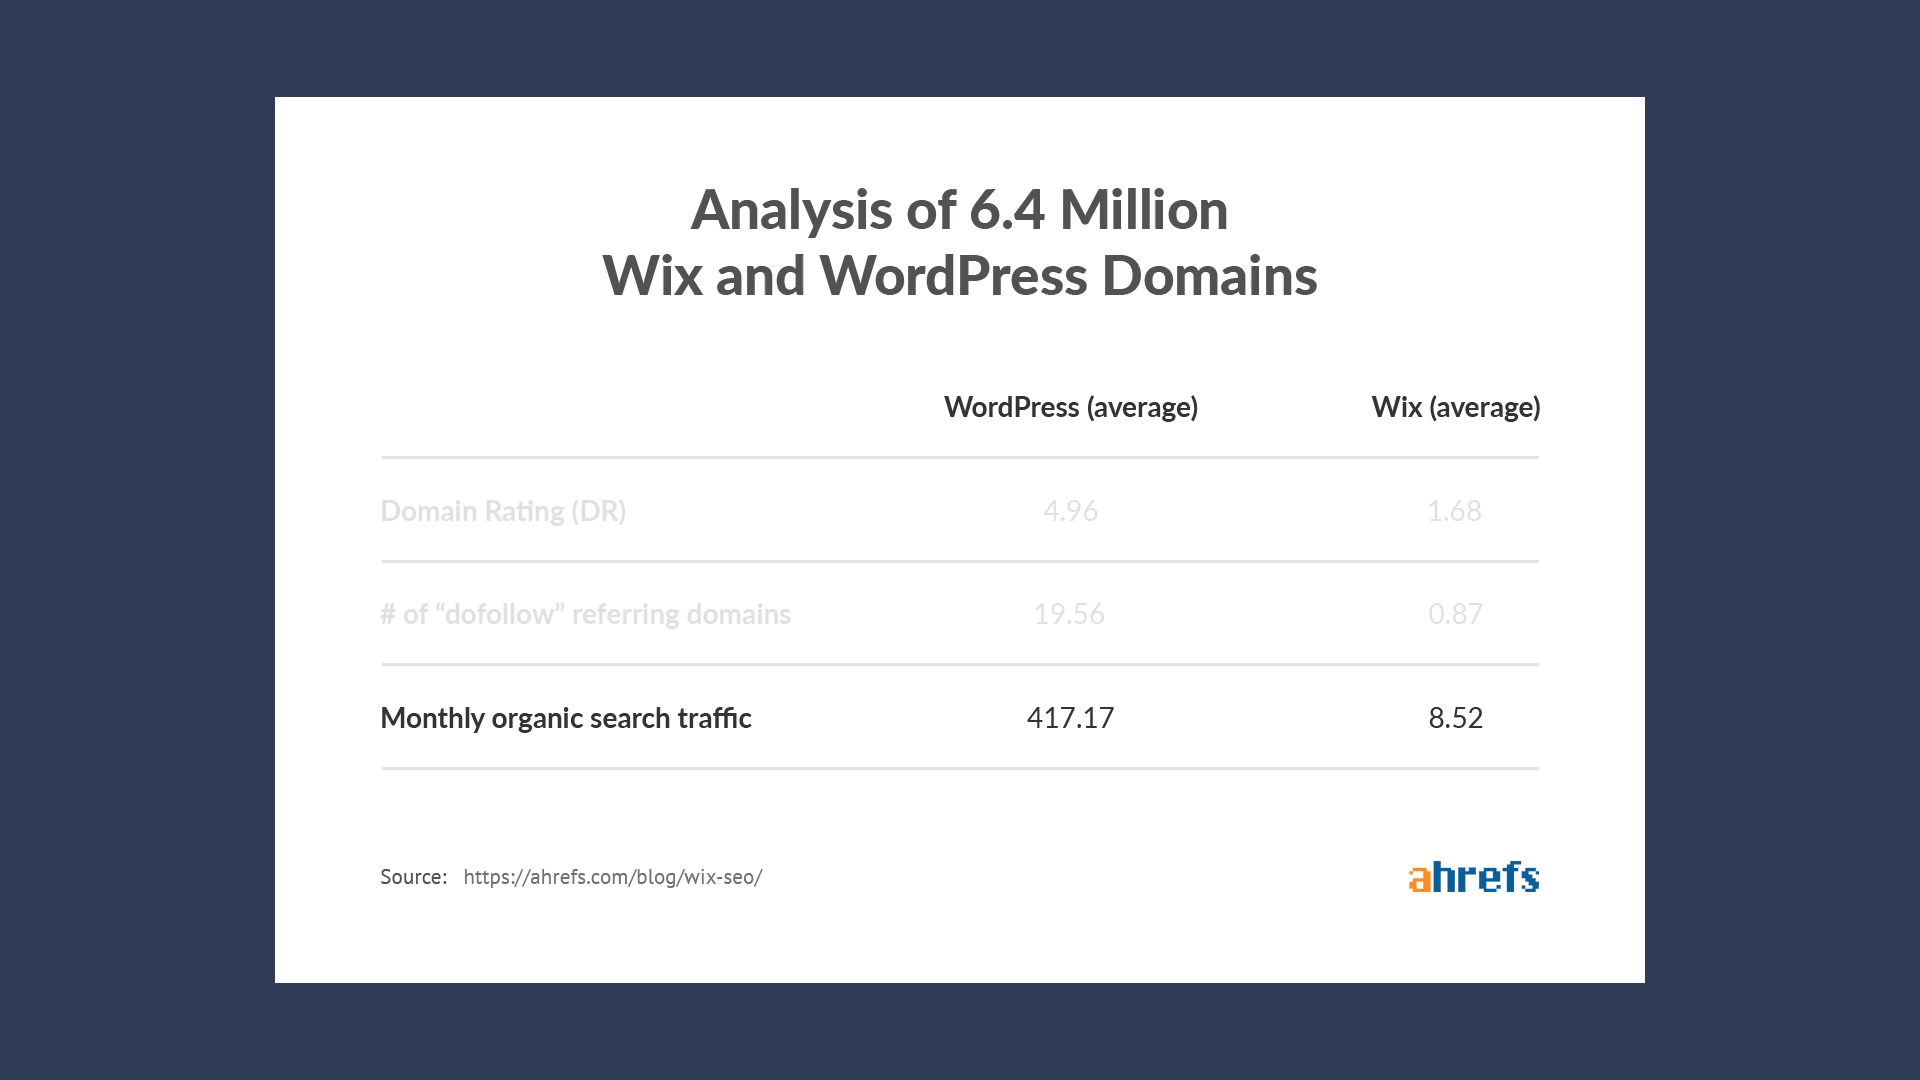 Analysis of 6.4 Million
Wix and WordPress Domains
WordPress (average) Wix (average)
Domain Rating (DR) 4.96 1.68
# of “dofollow” referring domains 19.56 0.87
Monthly organic search traffic 417.17 8.52
Source: https://ahrefs.com/blog/wix-seo/
ahrefs